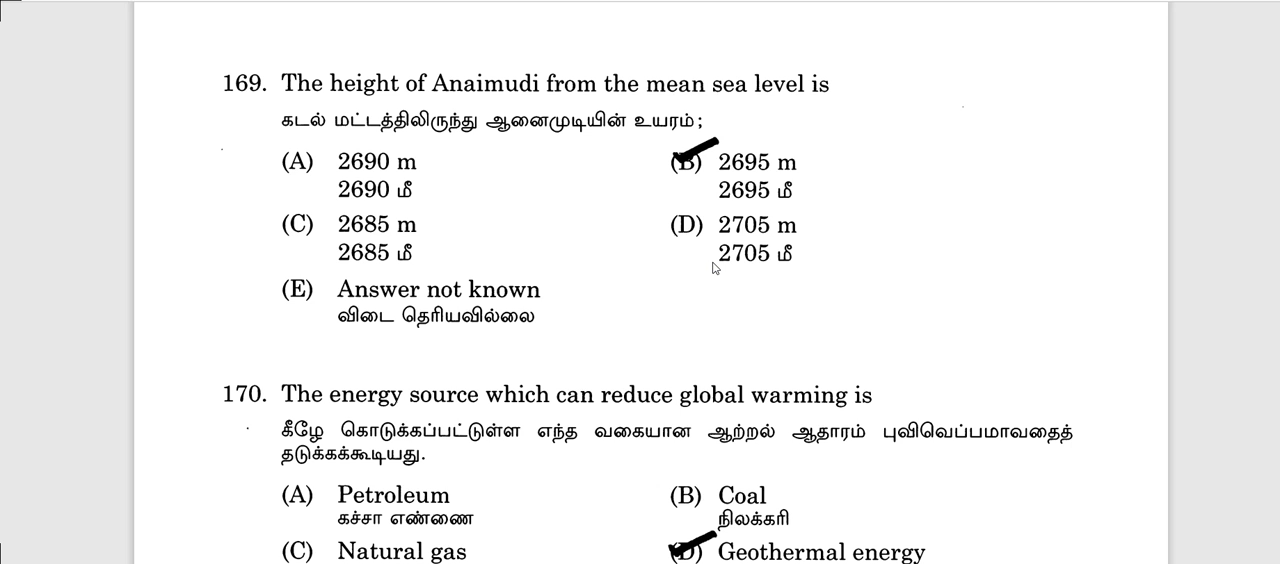 169. The height of Anaimudi from the mean sea level is
கடல் மட்டத்திலிருந்து ஆனைமுடியின் உயரம் ;
(A) 2690 m (B) 2695 m
2690 மீ 2695 மீ
(C) 2685 m (D) 2705 m
2685 மீ 2705 மீ
(E) Answer not known
விடை தெரியவில்லை
170. The energy source which can reduce global warming is
கீழே கொடுக்கப்பட்டுள்ள எந்த வகையான ஆற்றல் ஆதாரம் புவிவெப்பமாவதைத்
தடுக்கக்கூடியது.
(A) Petroleum (B) Coal
கச்சா எண்ணை நிலக்கரி
(C) Natural gas (D) Geothermal energy